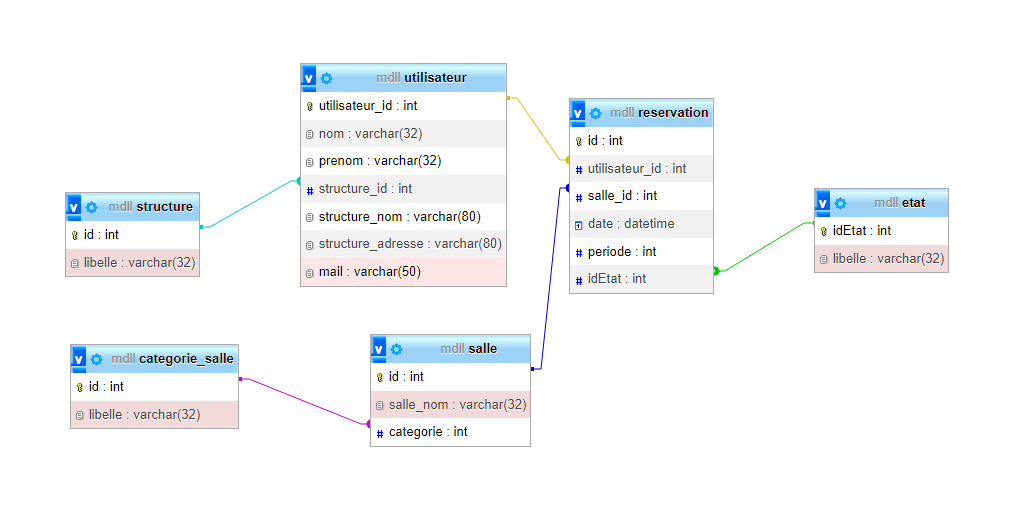 v mdll utilisateur
utilisateur_id : int
nom : varchar(32)
prenom : varchar(32)
# structure_id : int
structure_nom : varchar(80)
structure_adresse : varchar(80)
mail : varchar(50)
v mdll reservation
id : int
# utilisateur_id : int
# salle_id : int
date : datetime
# periode : int
# idEtat : int
v mdll structure
id : int
libelle : varchar(32)
v mdll etat
idEtat : int
libelle : varchar(32)
v mdll categorie_salle
id : int
libelle : varchar(32)
v mdll salle
id : int
salle_nom : varchar(32)
# categorie : int